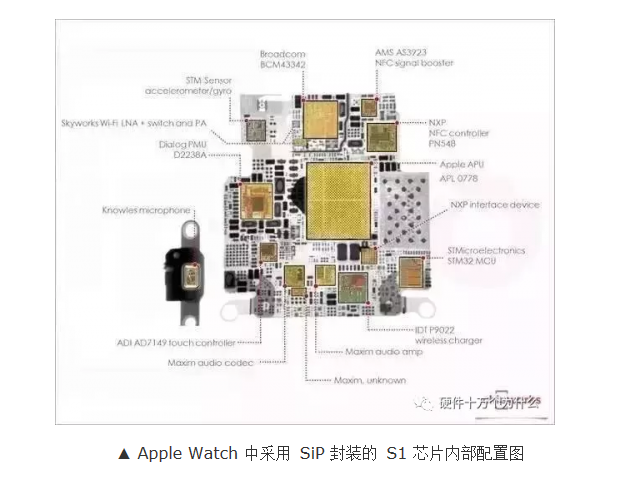 Broadcom
BCM43342
AMS AS3923
NFC signal booster
STM Sensor
accelerometer/gyro
Skyworks Wi-Fi LNA + switch and PA
NXP
NFC controller
PN548
Dialog PMU
D2238A
Apple APU
APL 0778
Knowles microphone
NXP interface device
STMicroelectronics
STM32 MCU
ADI AD7149 touch controller
IDT P9022
wireless charger
Maxim audio codec
Maxim audio amp
Maxim, unknown
硬件十万个为什么
▲ Apple Watch 中采用 SiP 封装的 S1 芯片内部配置图